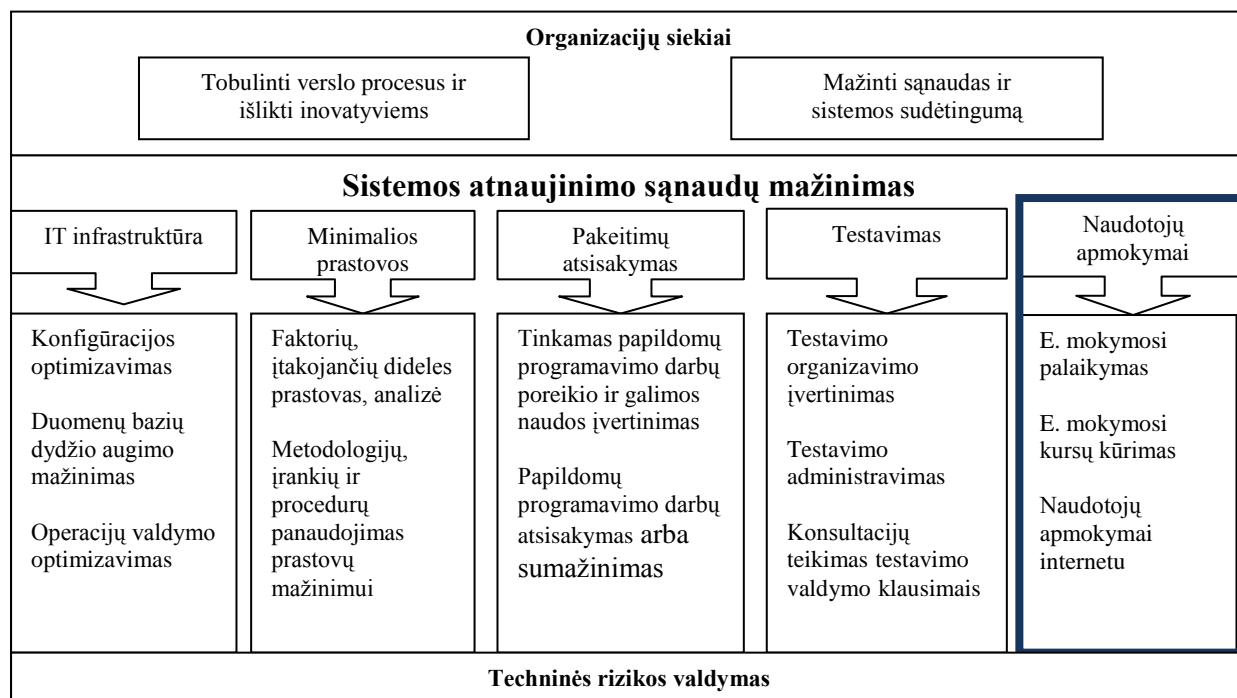 Organizacijų siekiai
Tobulinti verslo procesus ir
išlikti inovatyviems
Mažinti sąnaudas ir
sistemos sudėtingumą
Sistemos atnaujinimo sąnaudų mažinimas
IT infrastruktūra
Konfigūracijos
optimizavimas
Duomenų bazių
dydžio augimo
mažinimas
Operacijų valdymo
optimizavimas
Minimalios
prastovos
Faktorių,
įtakojančių dideles
prastovas, analizė
Metodologijų,
įrankių ir
procedurų
panaudojimas
prastovų
mažinimui
Pakeitimų
atsisakymas
Tinkamas papildomų
programavimo darbų
poreikio ir galimos
naudos įvertinimas
Papildomų
programavimo darbų
atsisakymas arba
sumažinimas
Testavimas
Testavimo
organizavimo
įvertinimas
Testavimo
administravimas
Konsultacijų
teikimas testavimo
valdymo klausimais
Naudotojų
apmokymai
E. mokymosi
palaikymas
E. mokymosi
kursų kūrimas
Naudotojų
apmokymai
internetu
Techninės rizikos valdymas